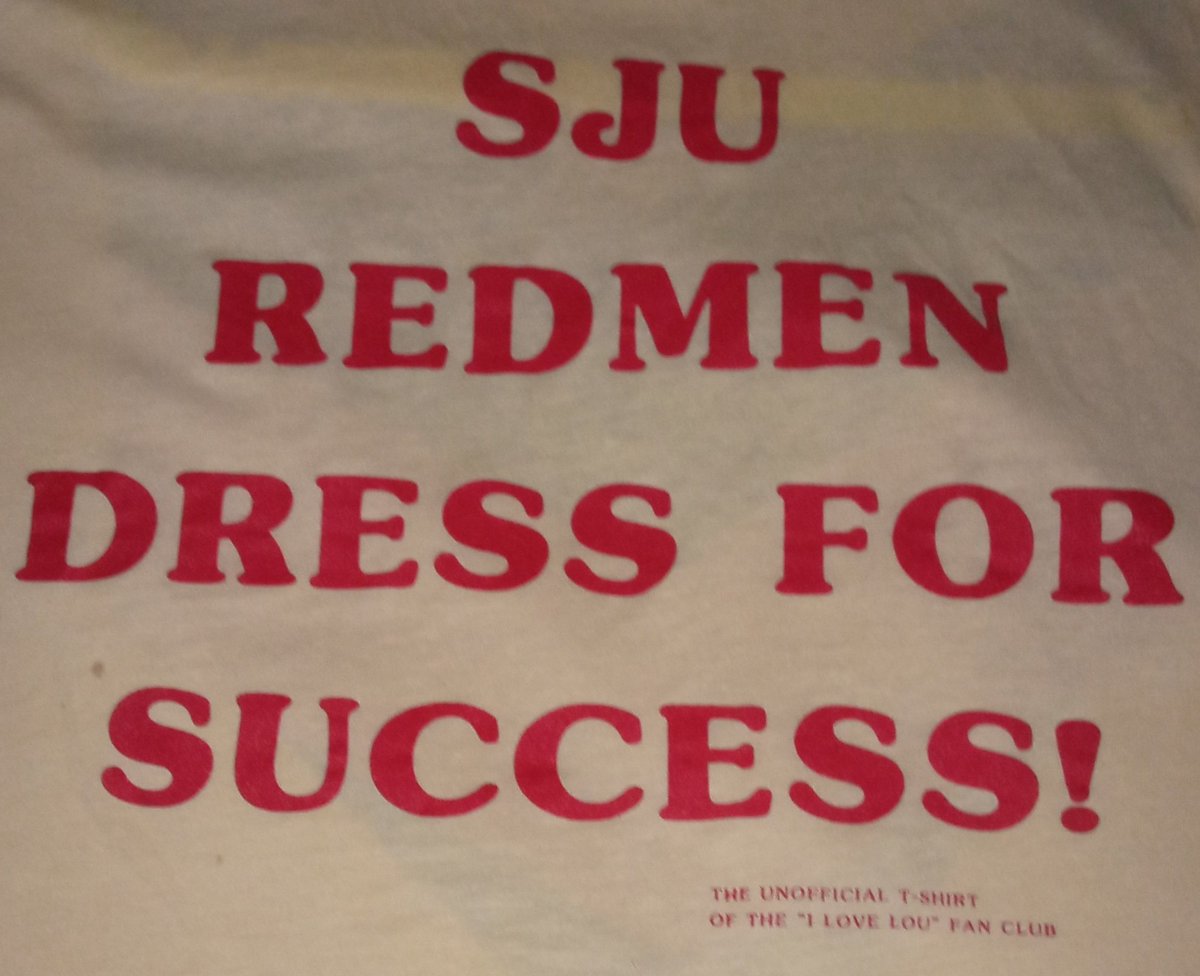 SJU
REDMEN
DRESS FOR
SUCCESS!
THE UNOFFICIAL T-SHIRT
OF THE "I LOVE LOU" FAN CLUB